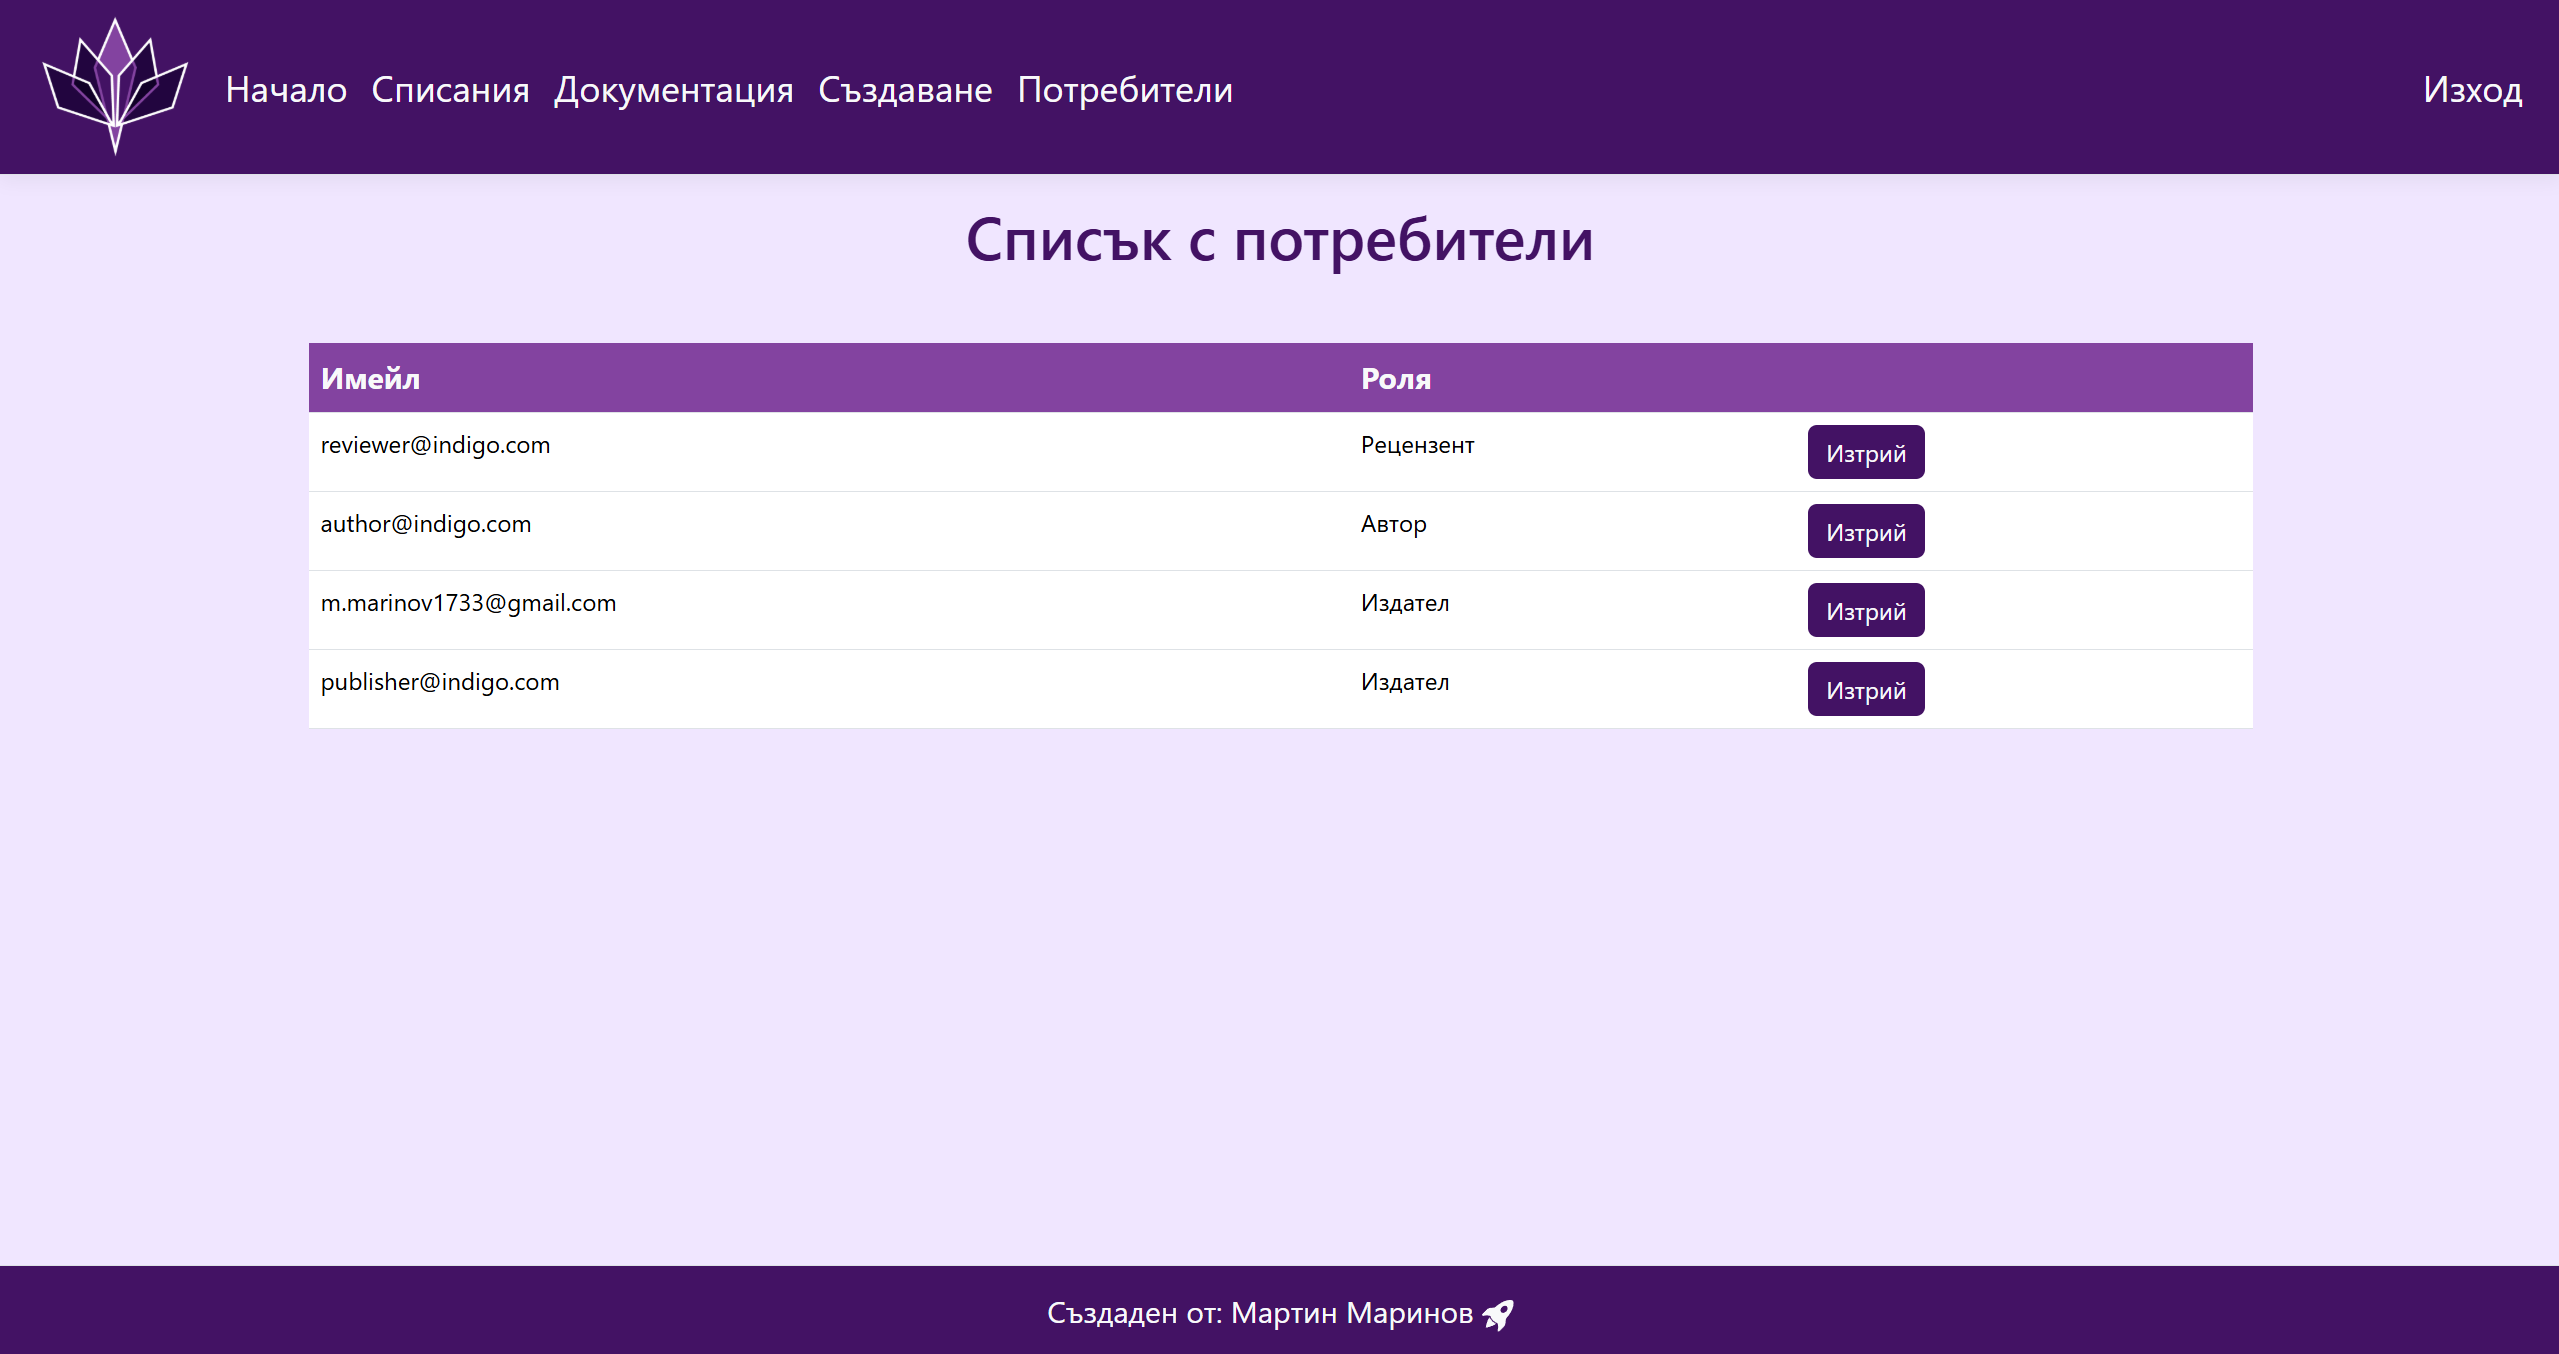 Начало Списания Документация Създаване Потребители Изход
Списък с потребители
Имейл Роля
reviewer@indigo.com Рецензент Изтрий
author@indigo.com Автор Изтрий
m.marinov1733@gmail.com Издател Изтрий
publisher@indigo.com Издател Изтрий
Създаден от: Мартин Маринов